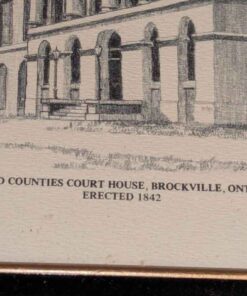 COUNTIES COURT HOUSE, BROCKVILLE, ONT
ERECTED 1842